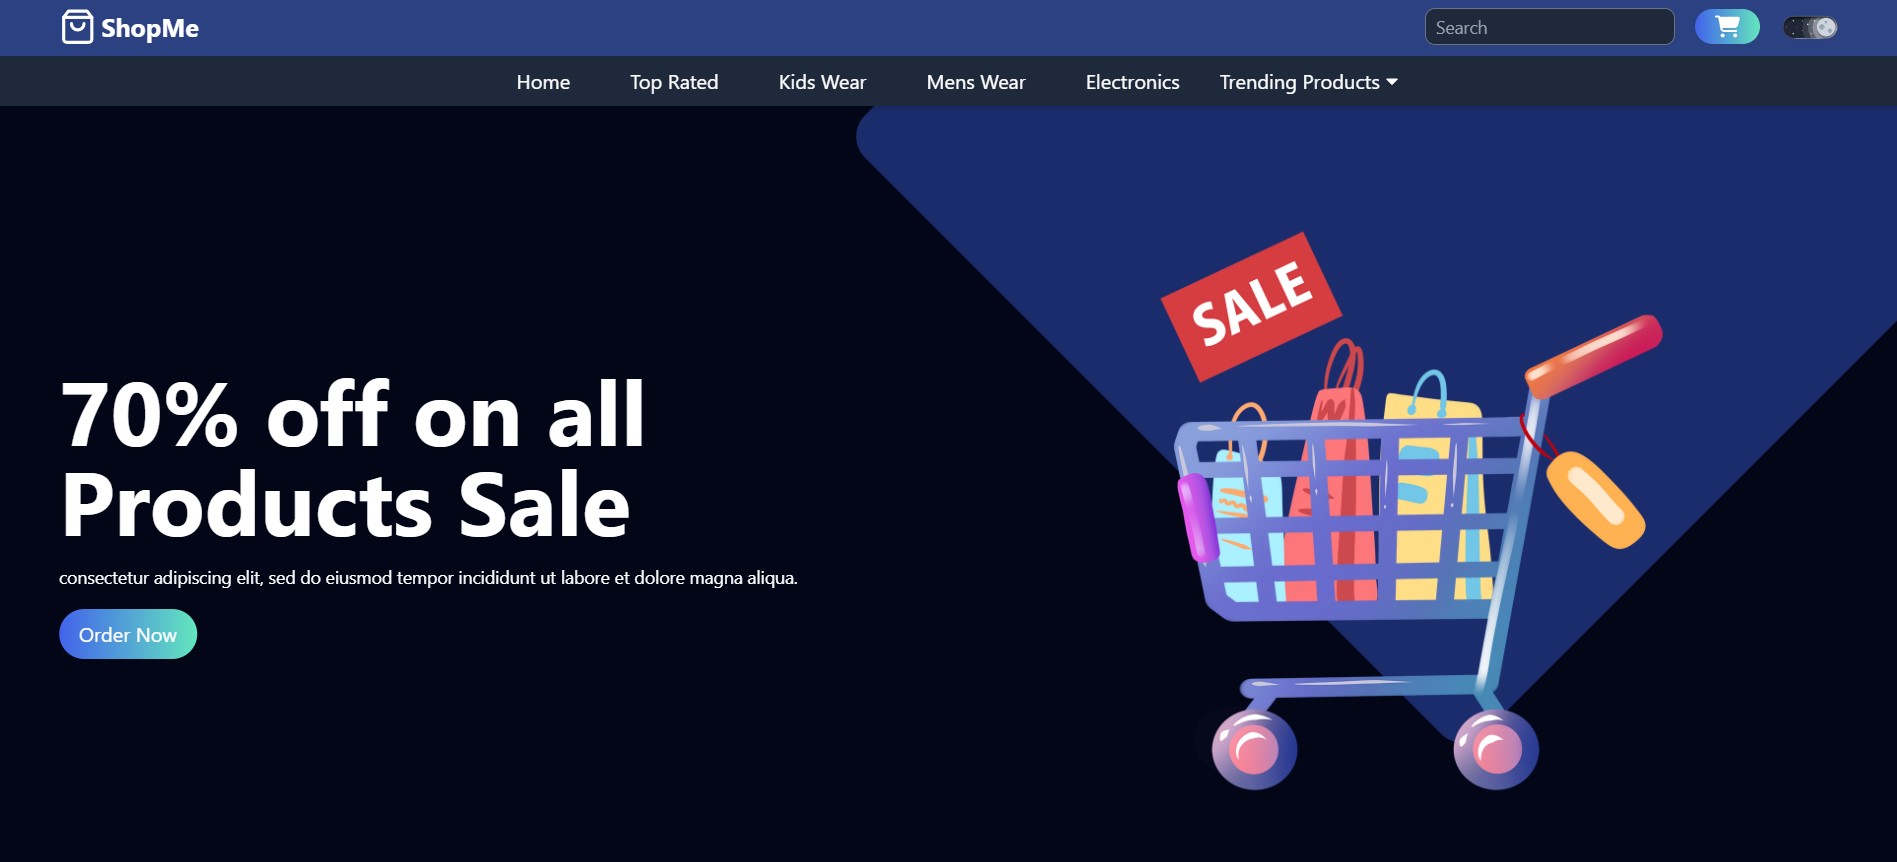 ShopMe
Search
Home Top Rated Kids Wear Mens Wear Electronics Trending Products
SALE
70% off on all
Products Sale
consectetur adipiscing elit, sed do eiusmod tempor incididunt ut labore et dolore magna aliqua.
Order Now